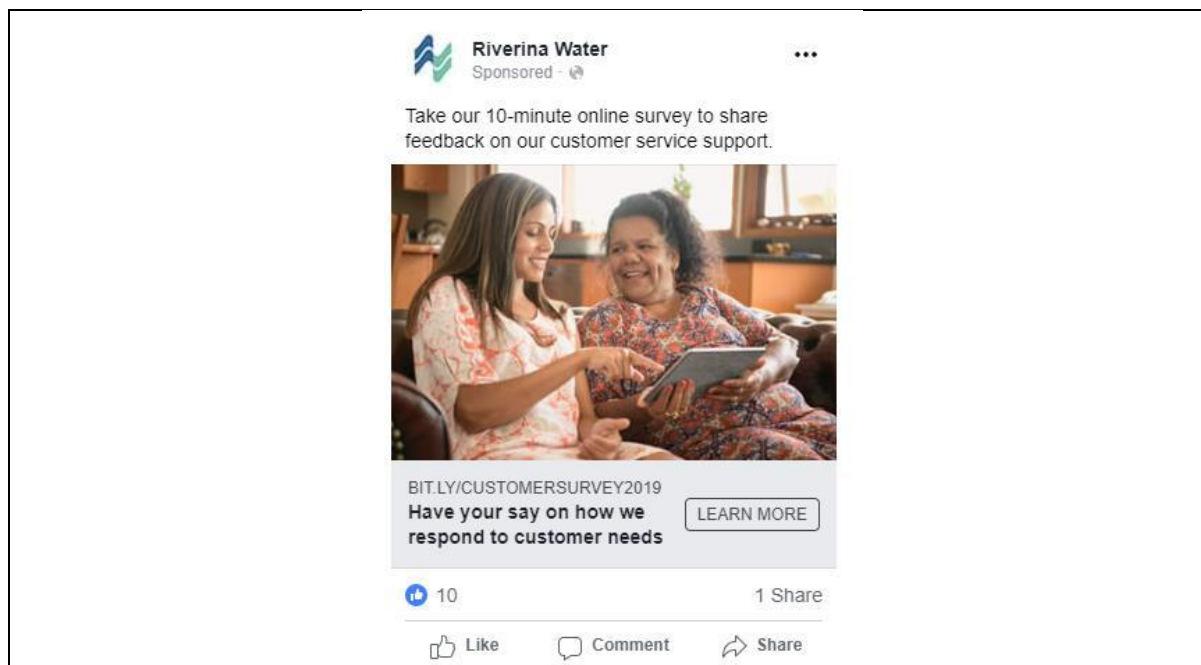 Riverina Water
Sponsored ·
Take our 10-minute online survey to share
feedback on our customer service support.
BIT.LY/CUSTOMERSURVEY2019
Have your say on how we
respond to customer needs
LEARN MORE
10
1 Share
Like
Comment
Share